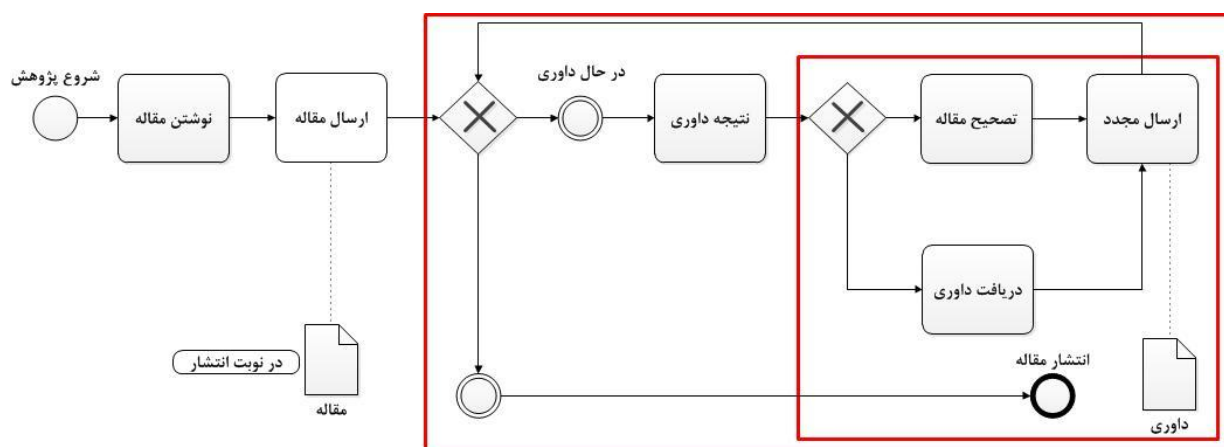 شروع پژوهش
نوشتن مقاله
ارسال مقاله
در حال داوری
نتیجه داوری
تصحیح مقاله
ارسال مجدد
دریافت داوری
در نوبت انتشار
مقاله
انتشار مقاله
داوری